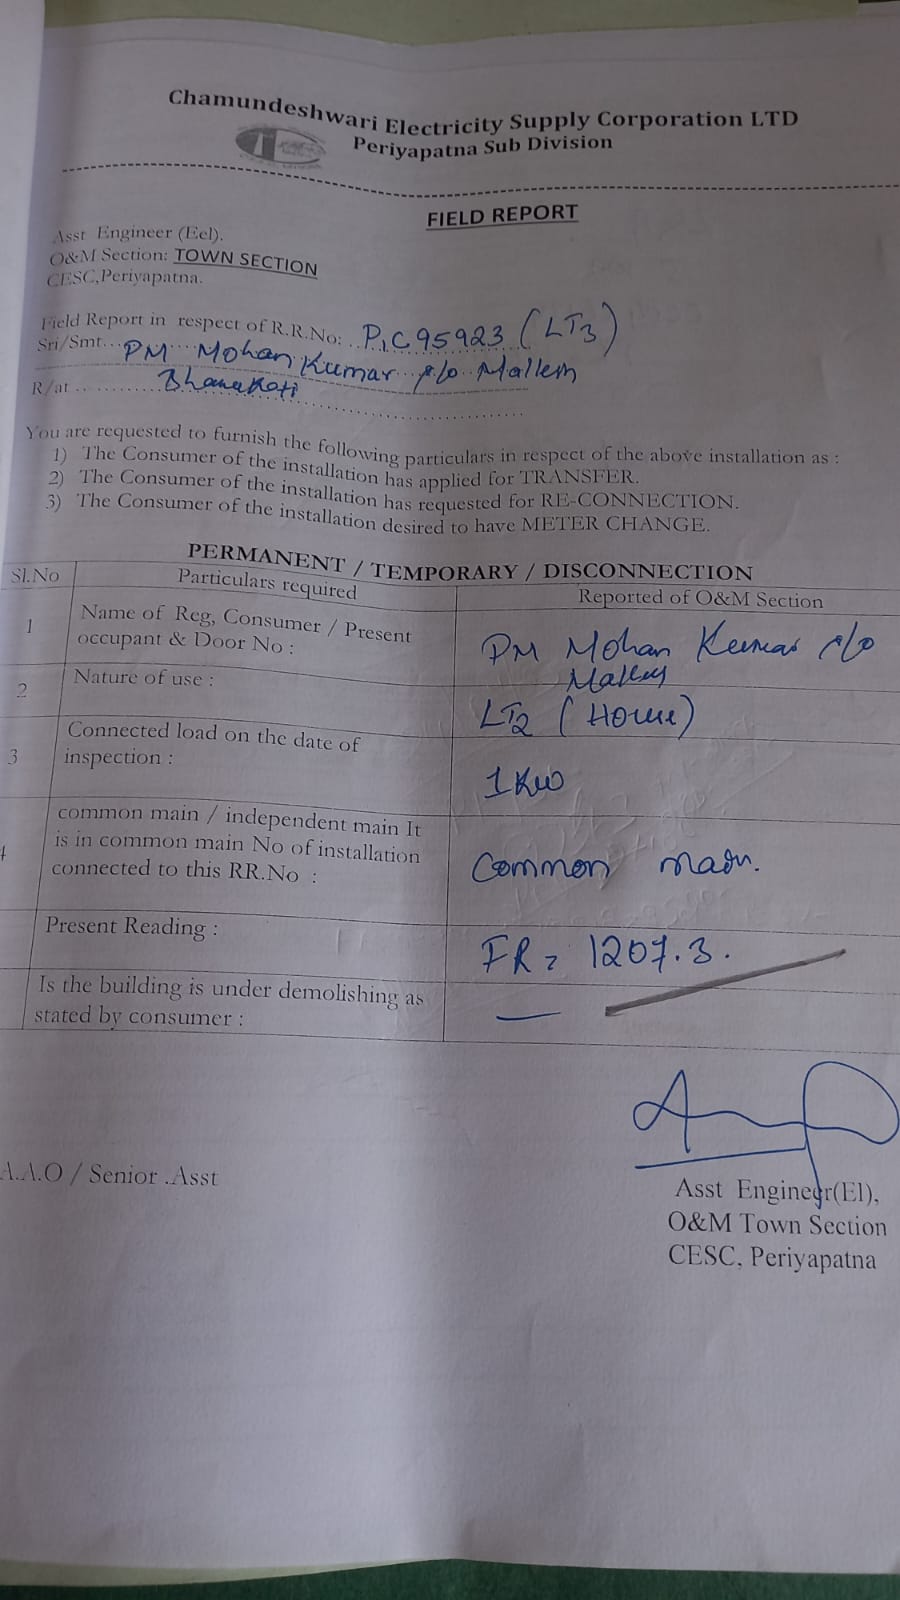 Chamundeshwari Electricity Supply Corporation LTD
Periyapatna Sub Division
FIELD REPORT
Asst Engineer (Eel).
O&M Section: TOWN SECTION
CESC,Periyapatna.
Field Report in respect of R.R.No: P1C95923 (LT3)
Sri/Smt... PM Mohan Kumar
R/at
You are requested to furnish the following particulars in respect of the above installation as :
1) The Consumer of the installation has applied for TRANSFER.
2) The Consumer of the installation has requested for RE-CONNECTION.
3) The Consumer of the installation desired to have METER CHANGE.
PERMANENT / TEMPORARY / DISCONNECTION
Sl.No Particulars required Reported of O&M Section
1 Name of Reg, Consumer / Present
occupant & Door No :
PM Mohan Kumar
2 Nature of use : LT2 (House)
3 Connected load on the date of
inspection :
1KW
4 common main / independent main It
is in common main No of installation
connected to this RR.No :
Common main.
Present Reading : FR = 1207.3.
Is the building is under demolishing as
stated by consumer : —
A.A.O / Senior .Asst
Asst Engineer(El),
O&M Town Section
CESC, Periyapatna